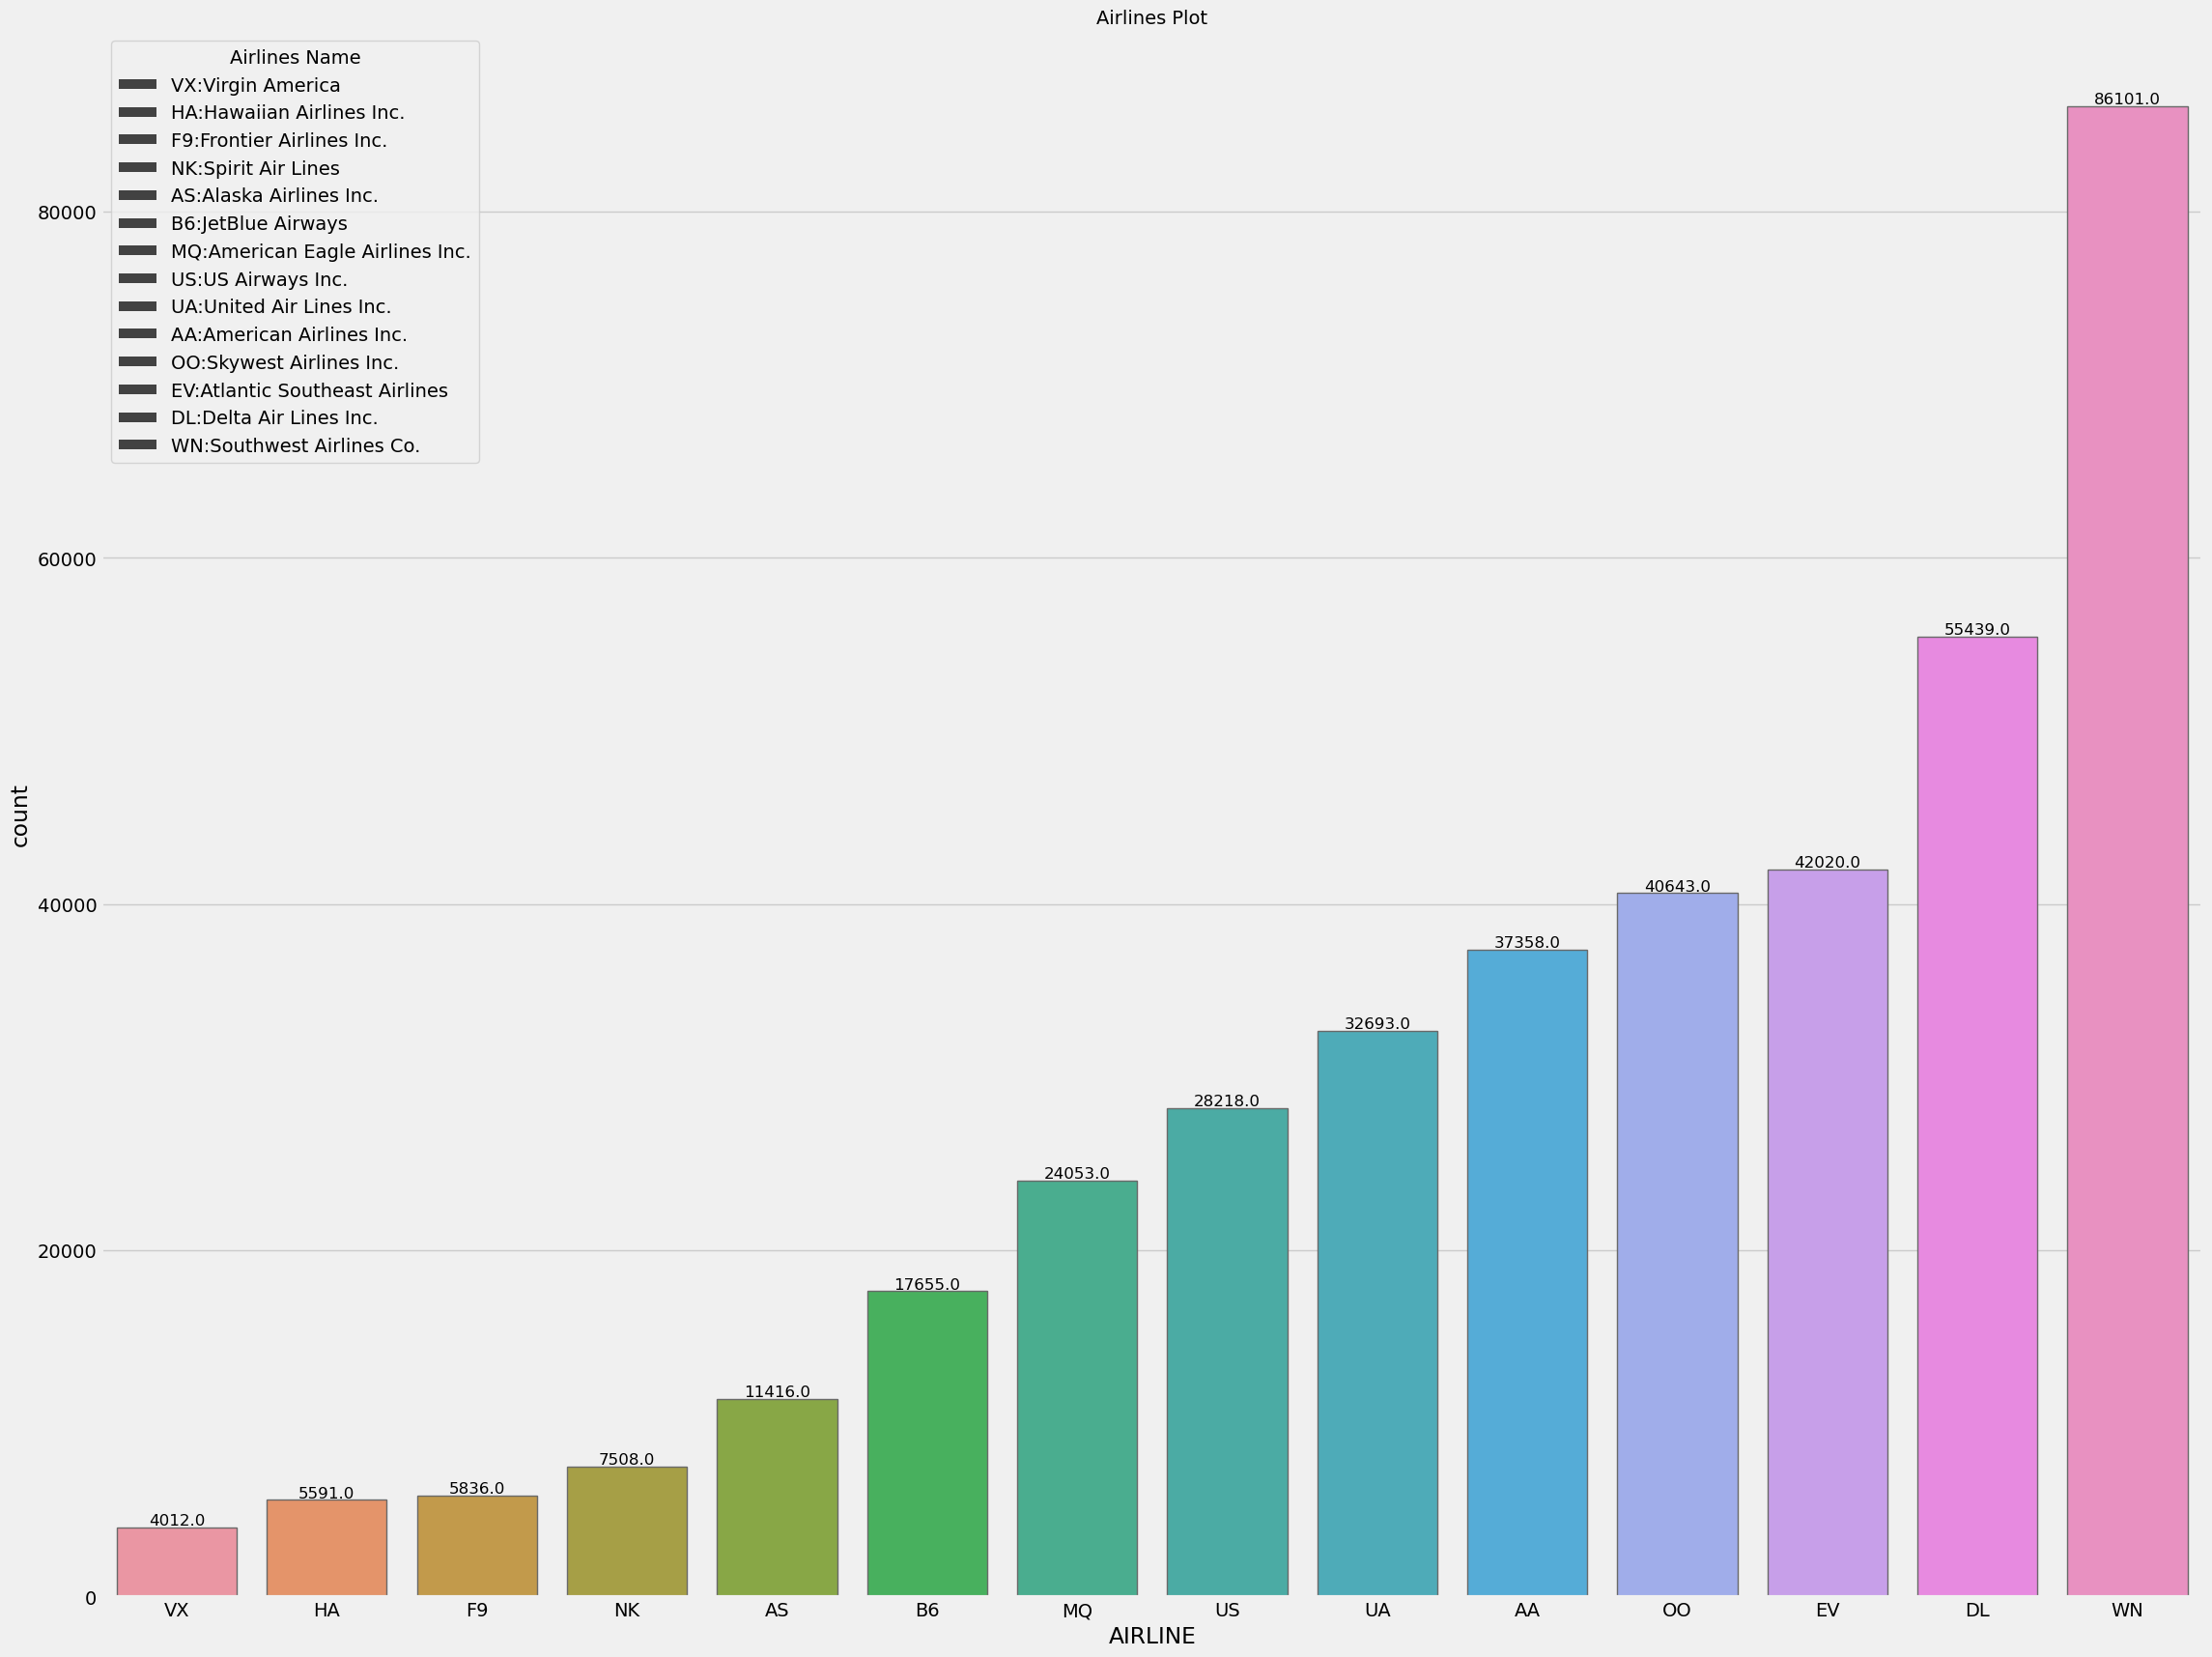 Airlines Plot
Airlines Name
VX:Virgin America
HA:Hawaiian Airlines Inc.
F9:Frontier Airlines Inc.
NK:Spirit Air Lines
AS:Alaska Airlines Inc.
B6:JetBlue Airways
MQ:American Eagle Airlines Inc.
US:US Airways Inc.
UA:United Air Lines Inc.
AA:American Airlines Inc.
OO:Skywest Airlines Inc.
EV:Atlantic Southeast Airlines
DL:Delta Air Lines Inc.
WN:Southwest Airlines Co.
count
80000
60000
40000
20000
0
4012.0
5591.0
5836.0
7508.0
11416.0
17655.0
24053.0
28218.0
32693.0
37358.0
40643.0
42020.0
55439.0
86101.0
VX HA F9 NK AS B6 MQ US UA AA OO EV DL WN
AIRLINE